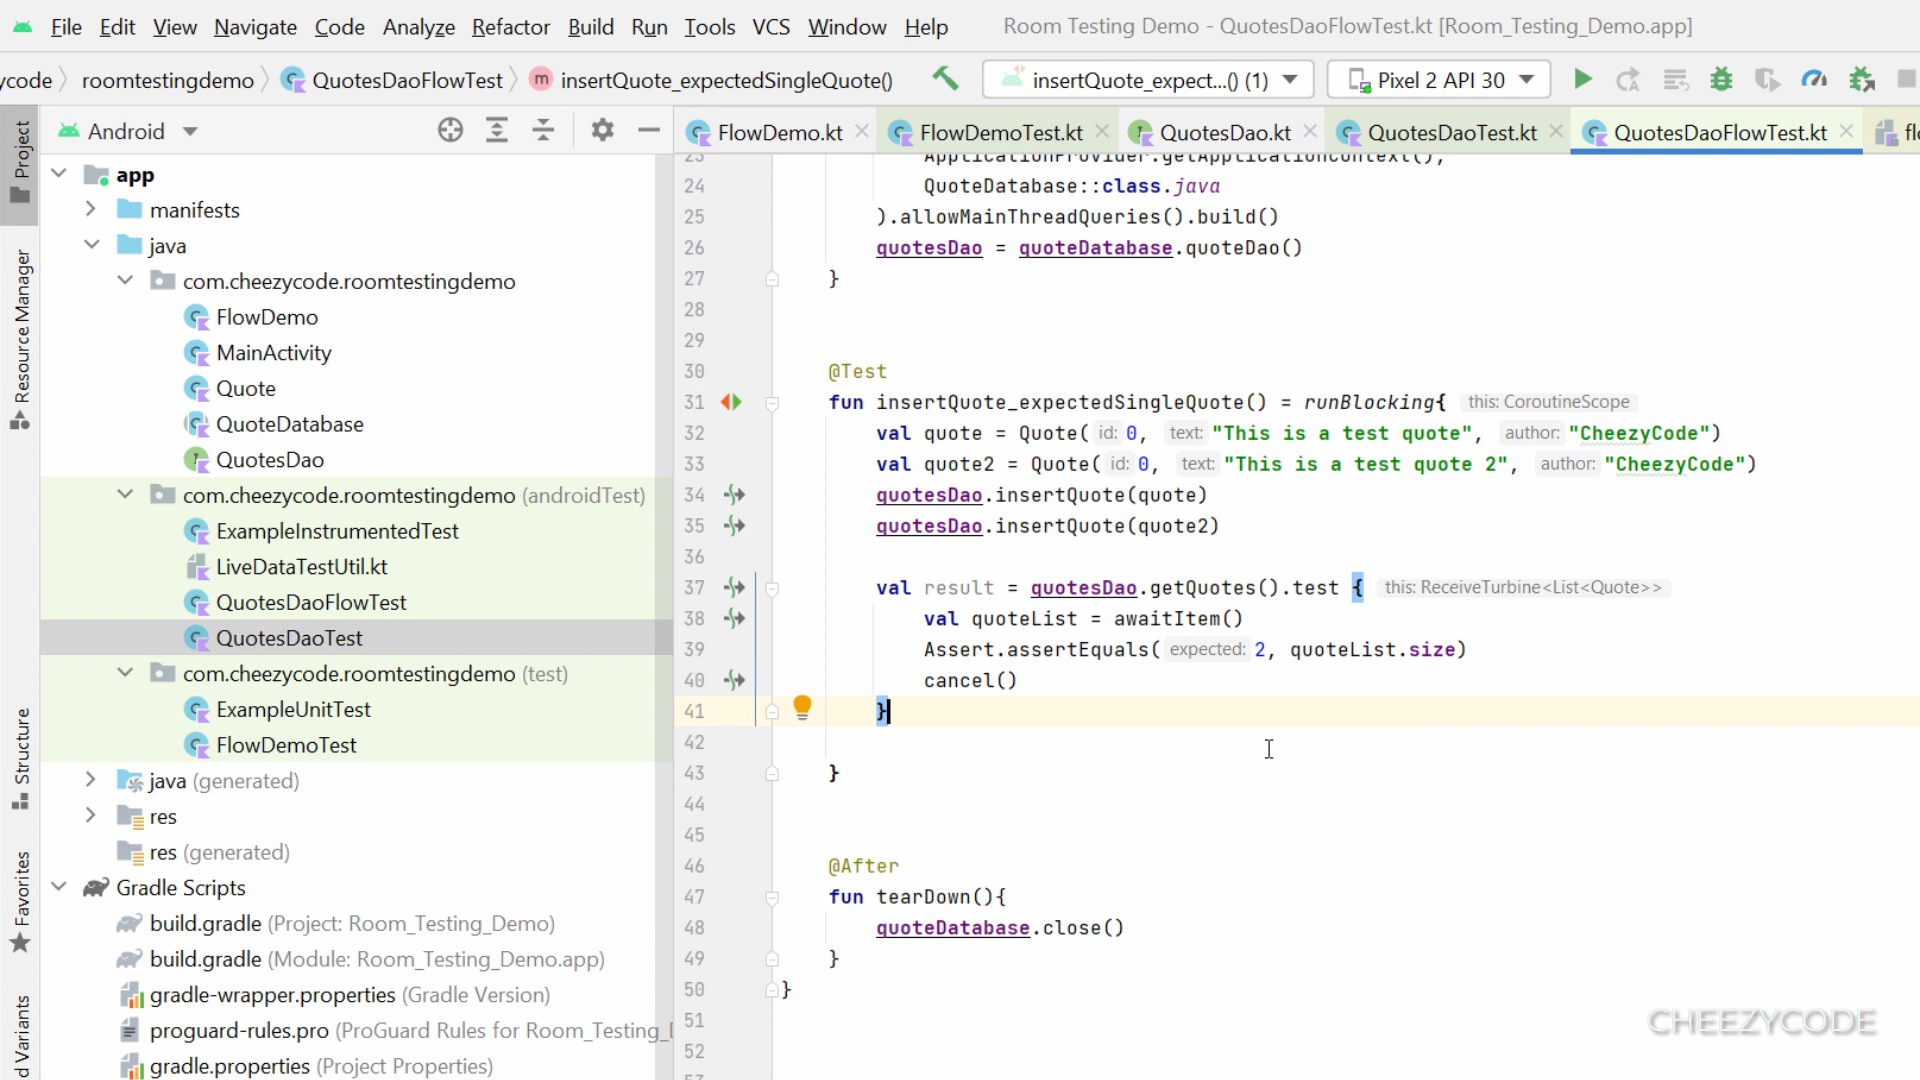 File Edit View Navigate Code Analyze Refactor Build Run Tools VCS Window Help Room Testing Demo - QuotesDaoFlowTest.kt [Room_Testing_Demo.app]
ycode roomtestingdemo QuotesDaoFlowTest insertQuote_expectedSingleQuote() insertQuote_expect...() (1) Pixel 2 API 30
Android
FlowDemo.kt FlowDemoTest.kt QuotesDao.kt QuotesDaoTest.kt QuotesDaoFlowTest.kt flo
Project
Resource Manager
Structure
Favorites
d Variants
app
manifests
java
com.cheezycode.roomtestingdemo
FlowDemo
MainActivity
Quote
QuoteDatabase
QuotesDao
com.cheezycode.roomtestingdemo (androidTest)
ExampleInstrumentedTest
LiveDataTestUtil.kt
QuotesDaoFlowTest
QuotesDaoTest
com.cheezycode.roomtestingdemo (test)
ExampleUnitTest
FlowDemoTest
java (generated)
res
res (generated)
Gradle Scripts
build.gradle (Project: Room_Testing_Demo)
build.gradle (Module: Room_Testing_Demo.app)
gradle-wrapper.properties (Gradle Version)
proguard-rules.pro (ProGuard Rules for Room_Testing_D
gradle.properties (Project Properties)
23 ApplicationProvider.getApplicationContext(),
24 QuoteDatabase::class.java
25 ).allowMainThreadQueries().build()
26 quotesDao = quoteDatabase.quoteDao()
27 }
28
29
30 @Test
31 fun insertQuote_expectedSingleQuote() = runBlocking{ this: CoroutineScope
32 val quote = Quote( id: 0, text: "This is a test quote", author: "CheezyCode")
33 val quote2 = Quote( id: 0, text: "This is a test quote 2", author: "CheezyCode")
34 quotesDao.insertQuote(quote)
35 quotesDao.insertQuote(quote2)
36
37 val result = quotesDao.getQuotes().test { this: ReceiveTurbine<List<Quote>>
38 val quoteList = awaitItem()
39 Assert.assertEquals( expected: 2, quoteList.size)
40 cancel()
41 }
42
43 }
44
45
46 @After
47 fun tearDown(){
48 quoteDatabase.close()
49 }
50 }
51
52
53
CHEEZYCODE